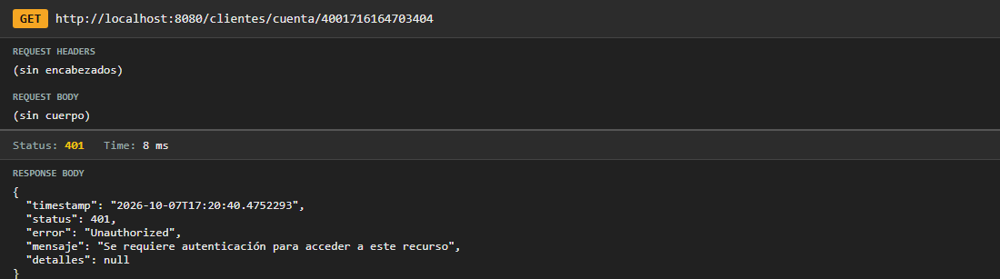 GET http://localhost:8080/clientes/cuenta/4001716164703404
REQUEST HEADERS
(sin encabezados)
REQUEST BODY
(sin cuerpo)
Status: 401 Time: 8 ms
RESPONSE BODY
{
"timestamp": "2026-10-07T17:20:40.4752293",
"status": 401,
"error": "Unauthorized",
"mensaje": "Se requiere autenticación para acceder a este recurso",
"detalles": null
}